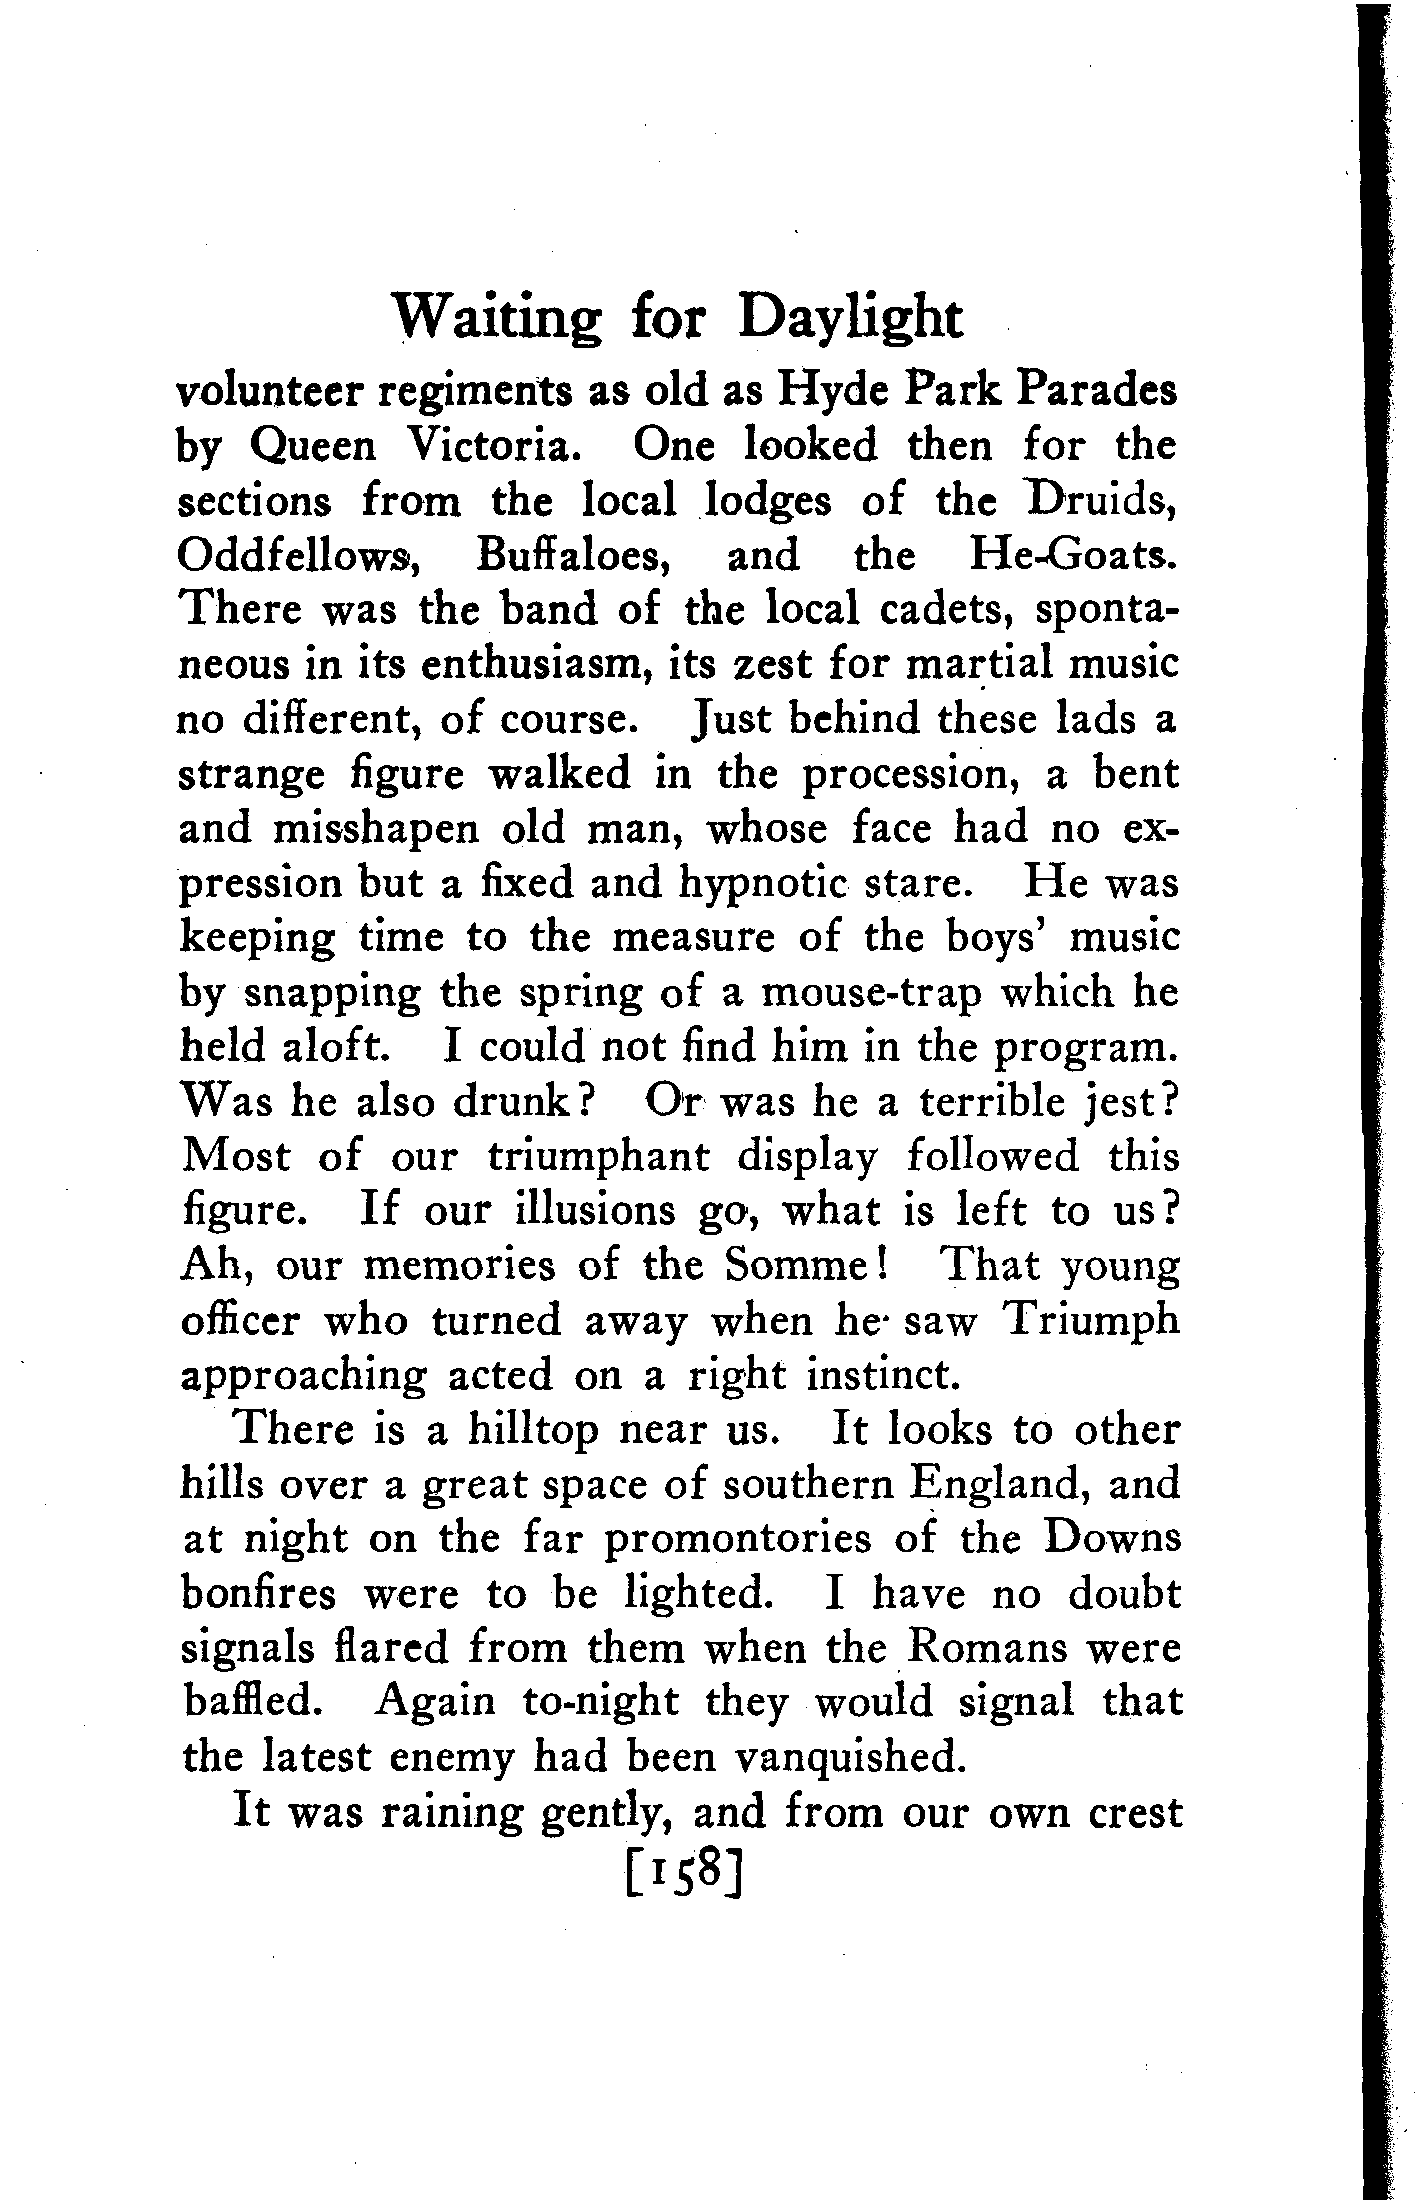 Waiting for Daylight
volunteer regiments as old as Hyde Park Parades
by Queen Victoria. One looked then for the
sections from the local lodges of the Druids,
Oddfellows, Buffaloes, and the He-Goats.
There was the band of the local cadets, sponta-
neous in its enthusiasm, its zest for martial music
no different, of course. Just behind these lads a
strange figure walked in the procession, a bent
and misshapen old man, whose face had no ex-
pression but a fixed and hypnotic stare. He was
keeping time to the measure of the boys' music
by snapping the spring of a mouse-trap which he
held aloft. I could not find him in the program.
Was he also drunk? Or was he a terrible jest?
Most of our triumphant display followed this
figure. If our illusions go, what is left to us?
Ah, our memories of the Somme! That young
officer who turned away when he saw Triumph
approaching acted on a right instinct.
There is a hilltop near us. It looks to other
hills over a great space of southern England, and
at night on the far promontories of the Downs
bonfires were to be lighted. I have no doubt
signals flared from them when the Romans were
baffled. Again to-night they would signal that
the latest enemy had been vanquished.
It was raining gently, and from our own crest
[158]